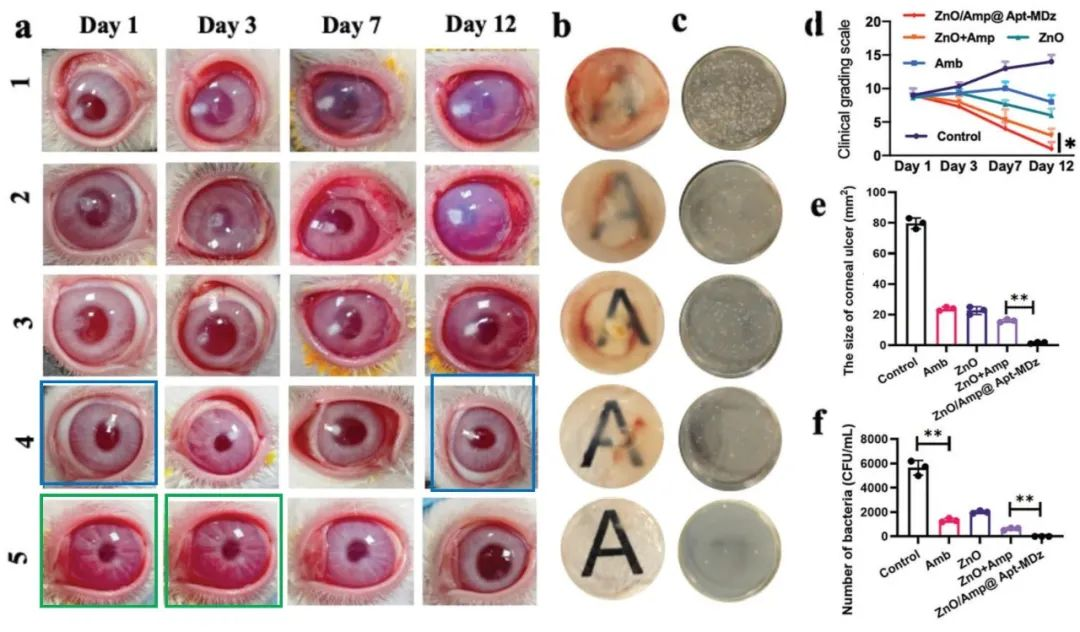 a
Day 1 Day 3 Day 7 Day 12
1
2
3
4
5
b
A
A
A
A
A
c
d
Clinical grading scale
20
15
10
5
0
ZnO/Amp@ Apt-MDz
ZnO+Amp ZnO
Amb
Control
*
Day 1 Day 3 Day7 Day 12
e
The size of corneal ulcer (mm²)
100
80
60
40
20
0
**
Control
Amb
ZnO
ZnO+Amp
ZnO/Amp@ Apt-MDz
f
Number of bacteria (CFU/mL)
8000
6000
4000
2000
0
**
**
Control
Amb
ZnO
ZnO+Amp
ZnO/Amp@ Apt-MDz